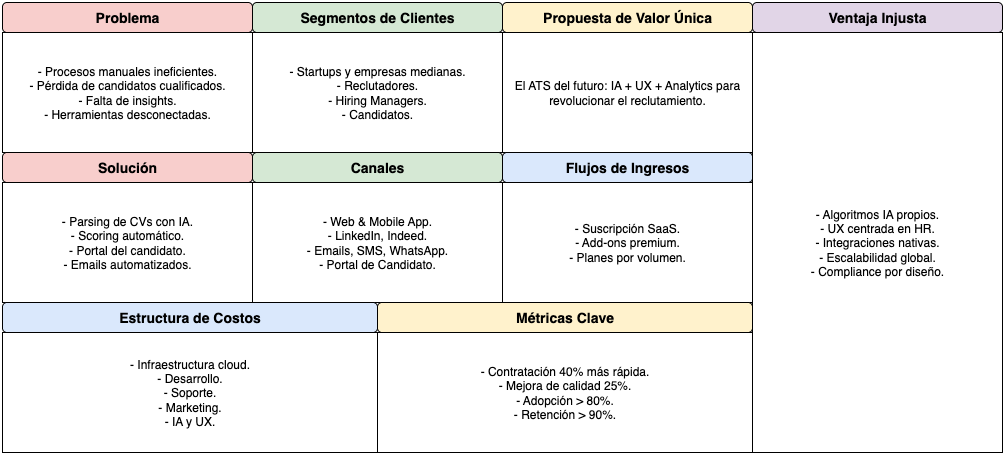 Problema
- Procesos manuales ineficientes.
- Pérdida de candidatos cualificados.
- Falta de insights.
- Herramientas desconectadas.
Segmentos de Clientes
- Startups y empresas medianas.
- Reclutadores.
- Hiring Managers.
- Candidatos.
Propuesta de Valor Única
El ATS del futuro: IA + UX + Analytics para
revolucionar el reclutamiento.
Ventaja Injusta
- Algoritmos IA propios.
- UX centrada en HR.
- Integraciones nativas.
- Escalabilidad global.
- Compliance por diseño.
Solución
- Parsing de CVs con IA.
- Scoring automático.
- Portal del candidato.
- Emails automatizados.
Canales
- Web & Mobile App.
- LinkedIn, Indeed.
- Emails, SMS, WhatsApp.
- Portal de Candidato.
Flujos de Ingresos
- Suscripción SaaS.
- Add-ons premium.
- Planes por volumen.
Estructura de Costos
- Infraestructura cloud.
- Desarrollo.
- Soporte.
- Marketing.
- IA y UX.
Métricas Clave
- Contratación 40% más rápida.
- Mejora de calidad 25%.
- Adopción > 80%.
- Retención > 90%.